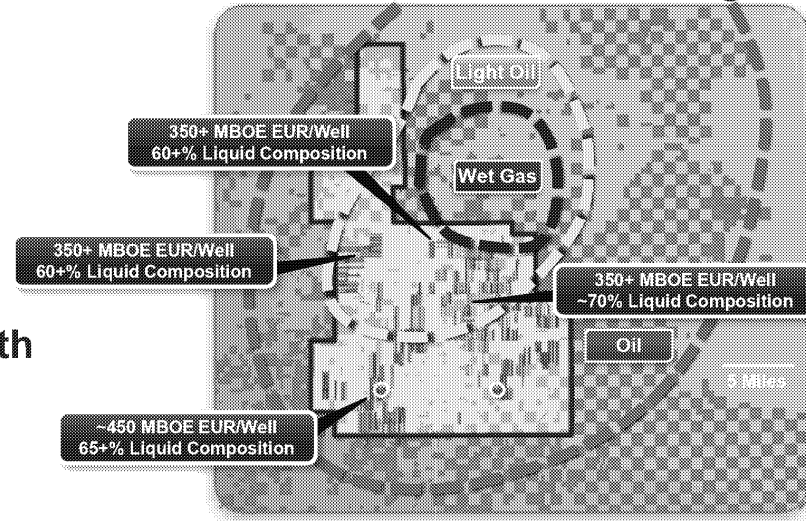 Light Oil
350+ MBOE EUR/Well
60+% Liquid Composition
Wet Gas
350+ MBOE EUR/Well
60+% Liquid Composition
350+ MBOE EUR/Well
~70% Liquid Composition
th
Oil
5 Miles
~450 MBOE EUR/Well
65+% Liquid Composition